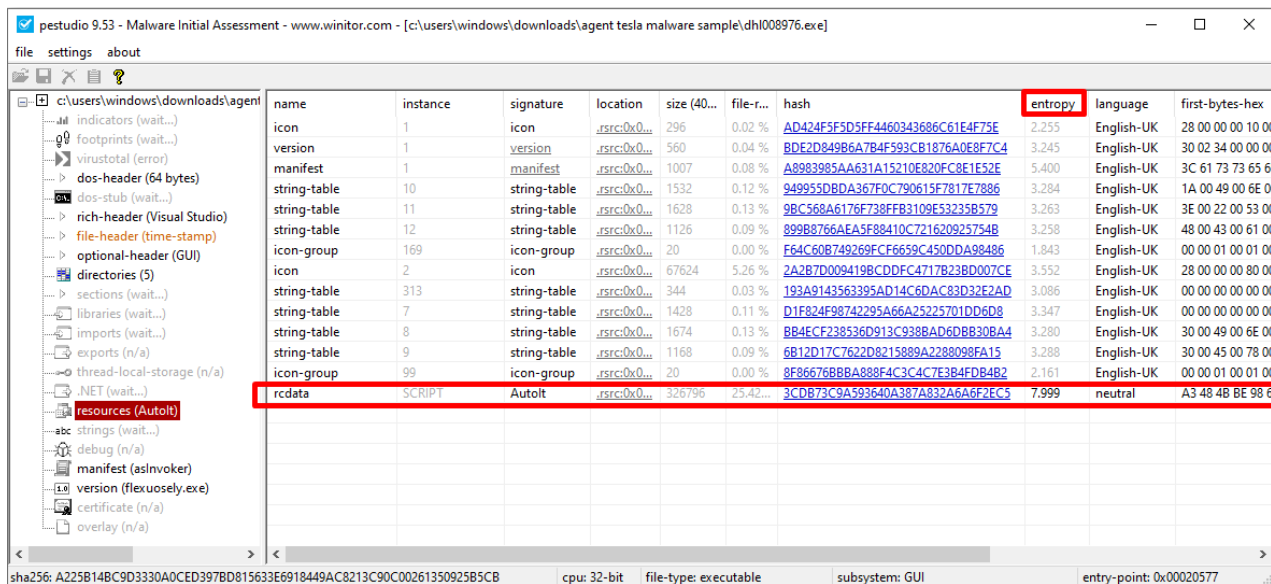 pestudio 9.53 - Malware Initial Assessment - www.winitor.com - [c:\users\windows\downloads\agent tesla malware sample\dhl008976.exe]
file settings about
c:\users\windows\downloads\agent
indicators (wait...)
footprints (wait...)
virustotal (error)
dos-header (64 bytes)
dos-stub (wait...)
rich-header (Visual Studio)
file-header (time-stamp)
optional-header (GUI)
directories (5)
sections (wait...)
libraries (wait...)
imports (wait...)
exports (n/a)
thread-local-storage (n/a)
.NET (wait...)
resources (AutoIt)
abc strings (wait...)
debug (n/a)
manifest (asInvoker)
1.0 version (flexuosely.exe)
certificate (n/a)
overlay (n/a)
name instance signature location size (40... file-r... hash entropy language first-bytes-hex
icon 1 icon .rsrc:0x0... 296 0.02 % AD424F5F5D5FF4460343686C61E4F75E 2.255 English-UK 28 00 00 00 10 00
version 1 version .rsrc:0x0... 560 0.04 % BDE2D849B6A7B4F593CB1876A0E8F7C4 3.245 English-UK 30 02 34 00 00 00
manifest 1 manifest .rsrc:0x0... 1007 0.08 % A8983985AA631A15210E820FC8E1E52E 5.400 English-UK 3C 61 73 73 65 6
string-table 10 string-table .rsrc:0x0... 1532 0.12 % 949955DBDA367F0C790615F7817E7886 3.284 English-UK 1A 00 49 00 6E 0
string-table 11 string-table .rsrc:0x0... 1628 0.13 % 9BC568A6176F738FFB3109E53235B579 3.263 English-UK 3E 00 22 00 53 00
string-table 12 string-table .rsrc:0x0... 1126 0.09 % 899B8766AEA5F88410C721620925754B 3.258 English-UK 48 00 43 00 61 00
icon-group 169 icon-group .rsrc:0x0... 20 0.00 % F64C60B749269FCF6659C450DDA98486 1.843 English-UK 00 00 01 00 01 00
icon 2 icon .rsrc:0x0... 67624 5.26 % 2A2B7D009419BCDDFC4717B23BD007CE 3.552 English-UK 28 00 00 00 80 00
string-table 313 string-table .rsrc:0x0... 344 0.03 % 193A9143563395AD14C6DAC83D32E2AD 3.086 English-UK 00 00 00 00 00 00
string-table 7 string-table .rsrc:0x0... 1428 0.11 % D1F824F98742295A66A25225701DD6D8 3.347 English-UK 00 00 00 00 00 00
string-table 8 string-table .rsrc:0x0... 1674 0.13 % BB4ECF238536D913C938BAD6DBB30BA4 3.280 English-UK 30 00 49 00 6E 00
string-table 9 string-table .rsrc:0x0... 1168 0.09 % 6B12D17C7622D8215889A2288098FA15 3.288 English-UK 30 00 45 00 78 00
icon-group 99 icon-group .rsrc:0x0... 20 0.00 % 8F86676BBBA888F4C3C4C7E3B4FDB4B2 2.161 English-UK 00 00 01 00 01 00
rcdata SCRIPT AutoIt .rsrc:0x0... 326796 25.42... 3CDB73C9A593640A387A832A6A6F2EC5 7.999 neutral A3 48 4B BE 98 6
sha256: A225B14BC9D3330A0CED397BD815633E6918449AC8213C90C00261350925B5CB cpu: 32-bit file-type: executable subsystem: GUI entry-point: 0x00020577